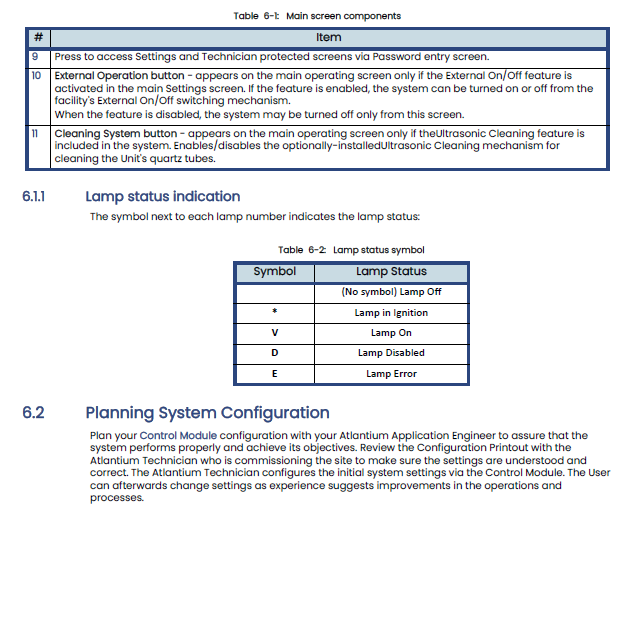 Table 6-1: Main screen components
# Item
9 Press to access Settings and Technician protected screens via Password entry screen.
10 External Operation button - appears on the main operating screen only if the External On/Off feature is
activated in the main Settings screen. If the feature is enabled, the system can be turned on or off from the
facility's External On/Off switching mechanism.
When the feature is disabled, the system may be turned off only from this screen.
11 Cleaning System button - appears on the main operating screen only if theUltrasonic Cleaning feature is
included in the system. Enables/disables the optionally-installedUltrasonic Cleaning mechanism for
cleaning the Unit's quartz tubes.
6.1.1 Lamp status indication
The symbol next to each lamp number indicates the lamp status:
Table 6-2: Lamp status symbol
Symbol Lamp Status
(No symbol) Lamp Off
* Lamp in Ignition
V Lamp On
D Lamp Disabled
E Lamp Error
6.2 Planning System Configuration
Plan your Control Module configuration with your Atlantium Application Engineer to assure that the
system performs properly and achieve its objectives. Review the Configuration Printout with the
Atlantium Technician who is commissioning the site to make sure the settings are understood and
correct. The Atlantium Technician configures the initial system settings via the Control Module. The User
can afterwards change settings as experience suggests improvements in the operations and
processes.